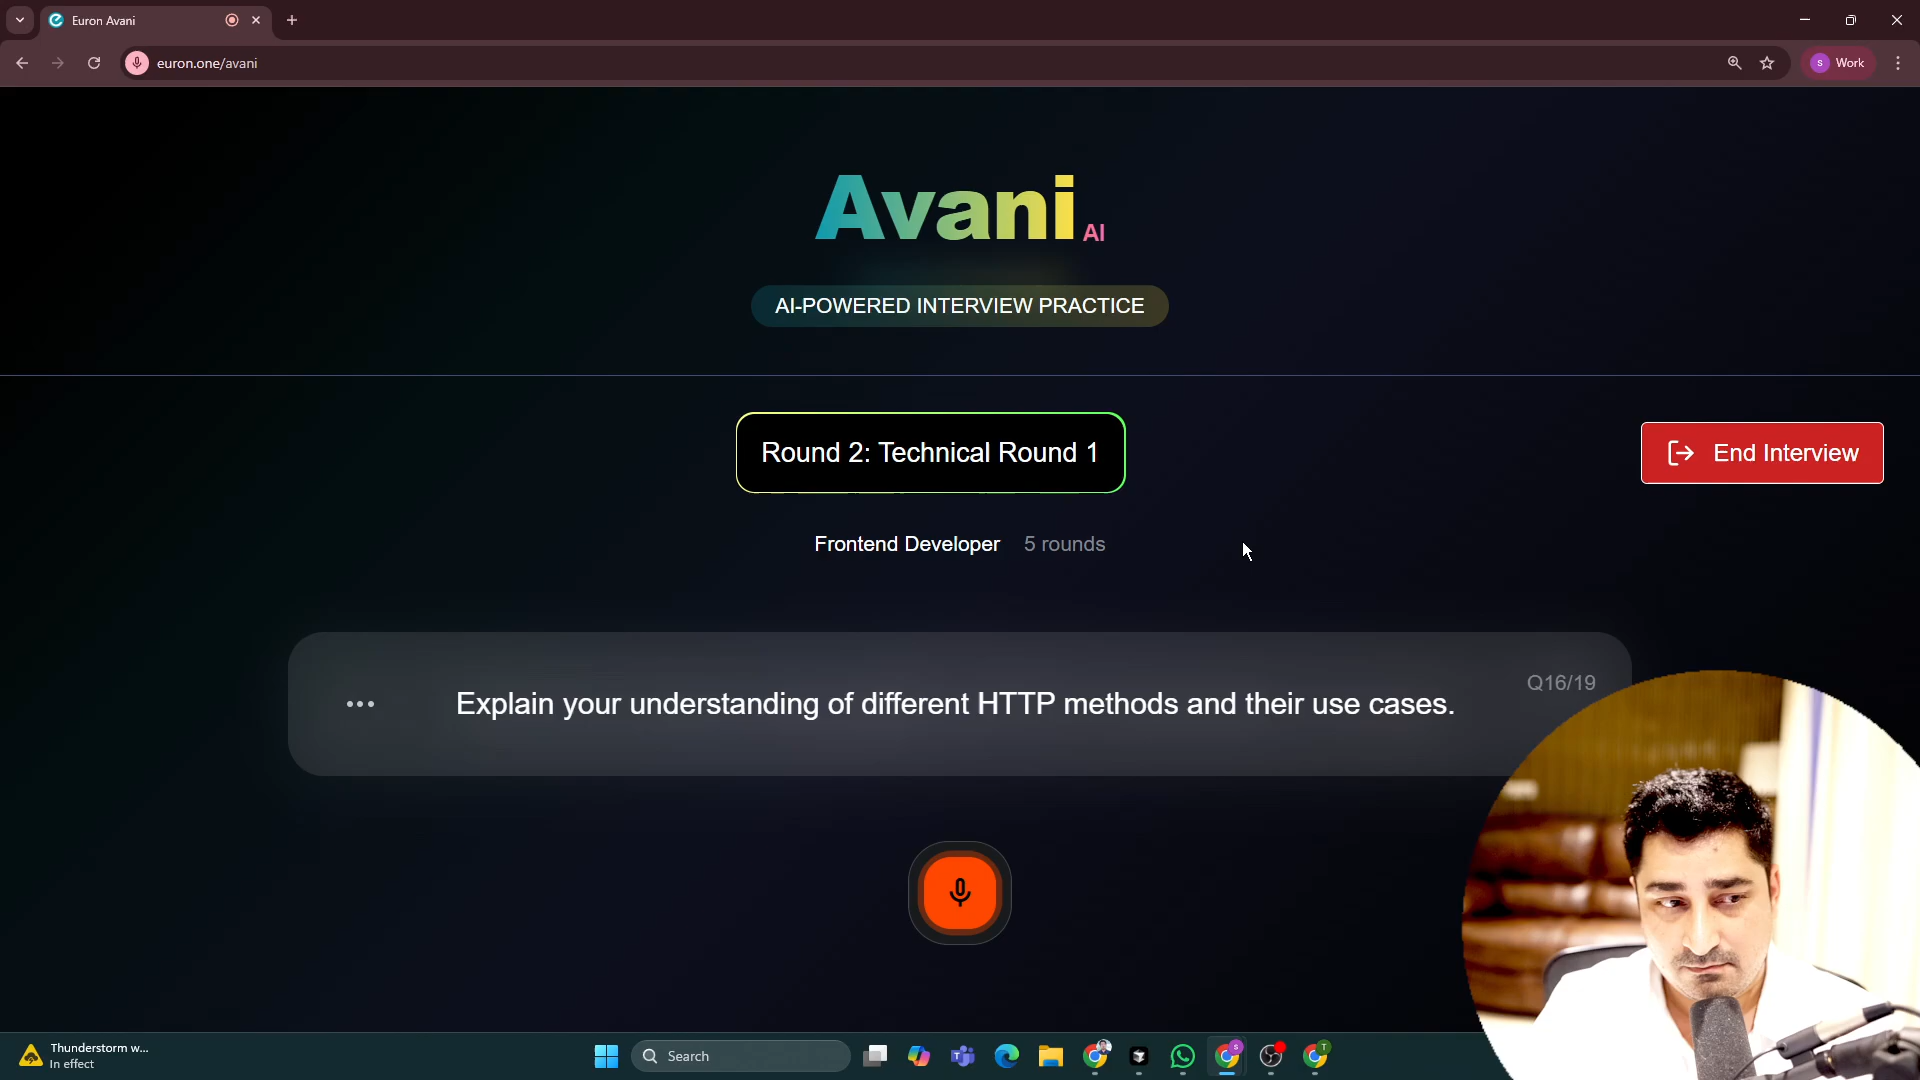 Euron Avani
euron.one/avani
S Work
Avani AI
AI-POWERED INTERVIEW PRACTICE
Round 2: Technical Round 1
End Interview
Frontend Developer 5 rounds
Q16/19
Explain your understanding of different HTTP methods and their use cases.
Thunderstorm w...
In effect
Search